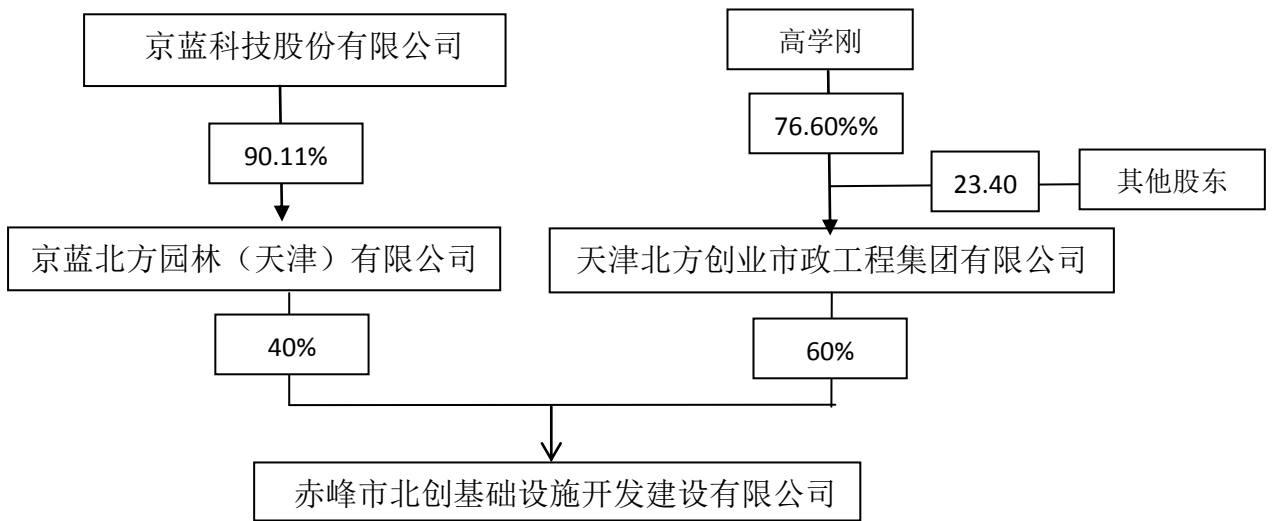 京蓝科技股份有限公司
高学刚
90.11%
76.60%%
23.40
其他股东
京蓝北方园林（天津）有限公司
天津北方创业市政工程集团有限公司
40%
60%
赤峰市北创基础设施开发建设有限公司